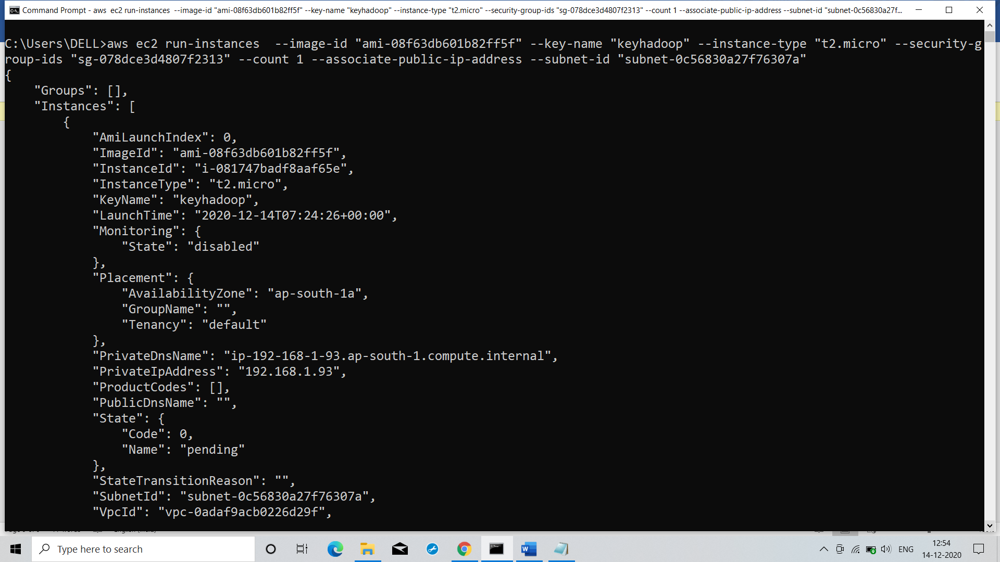 Command Prompt - aws  ec2 run-instances  --image-id "ami-08f63db601b82ff5f" --key-name "keyhadoop" --instance-type "t2.micro" --security-group-ids "sg-078dce3d4807f2313" --count 1 --associate-public-ip-address --subnet-id "subnet-0c56830a27f...
C:\Users\DELL>aws ec2 run-instances  --image-id "ami-08f63db601b82ff5f" --key-name "keyhadoop" --instance-type "t2.micro" --security-g
roup-ids "sg-078dce3d4807f2313" --count 1 --associate-public-ip-address --subnet-id "subnet-0c56830a27f76307a"
{
    "Groups": [],
    "Instances": [
        {
            "AmiLaunchIndex": 0,
            "ImageId": "ami-08f63db601b82ff5f",
            "InstanceId": "i-081747badf8aaf65e",
            "InstanceType": "t2.micro",
            "KeyName": "keyhadoop",
            "LaunchTime": "2020-12-14T07:24:26+00:00",
            "Monitoring": {
                "State": "disabled"
            },
            "Placement": {
                "AvailabilityZone": "ap-south-1a",
                "GroupName": "",
                "Tenancy": "default"
            },
            "PrivateDnsName": "ip-192-168-1-93.ap-south-1.compute.internal",
            "PrivateIpAddress": "192.168.1.93",
            "ProductCodes": [],
            "PublicDnsName": "",
            "State": {
                "Code": 0,
                "Name": "pending"
            },
            "StateTransitionReason": "",
            "SubnetId": "subnet-0c56830a27f76307a",
            "VpcId": "vpc-0adaf9acb0226d29f",
Type here to search
ENG
12:54
14-12-2020